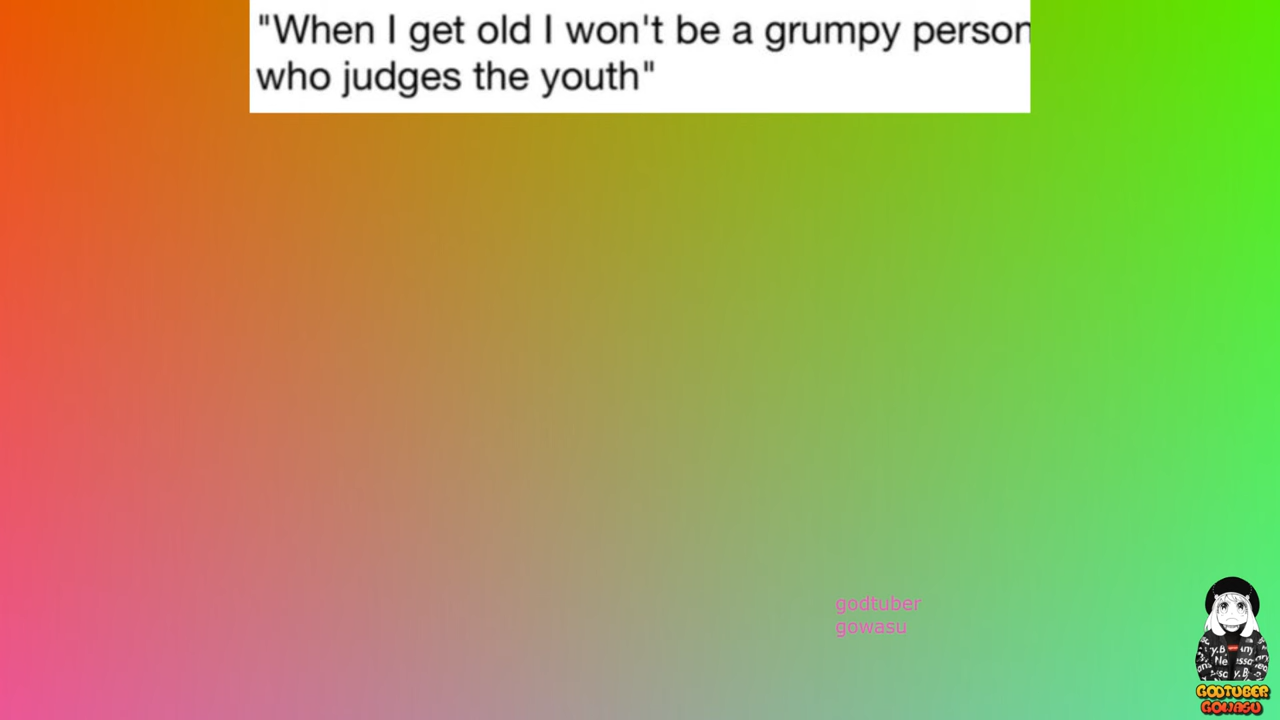 "When I get old I won't be a grumpy person
who judges the youth"
godtuber
gowasu
GODTUBER
GOWASU